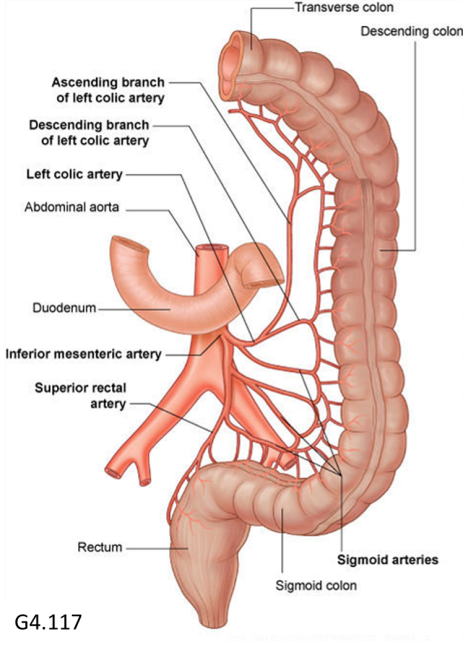 Transverse colon
Descending colon
Ascending branch
of left colic artery
Descending branch
of left colic artery
Left colic artery
Abdominal aorta
Duodenum
Inferior mesenteric artery
Superior rectal
artery
Rectum
Sigmoid arteries
Sigmoid colon
G4.117